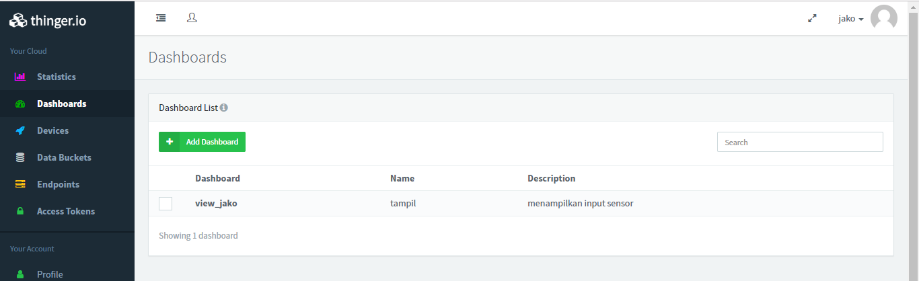 thinger.io
jako
Your Cloud
Statistics
Dashboards
Devices
Data Buckets
Endpoints
Access Tokens
Your Account
Profile
Dashboards
Dashboard List
+ Add Dashboard
Search
Dashboard Name Description
view_jako tampil menampilkan input sensor
Showing 1 dashboard